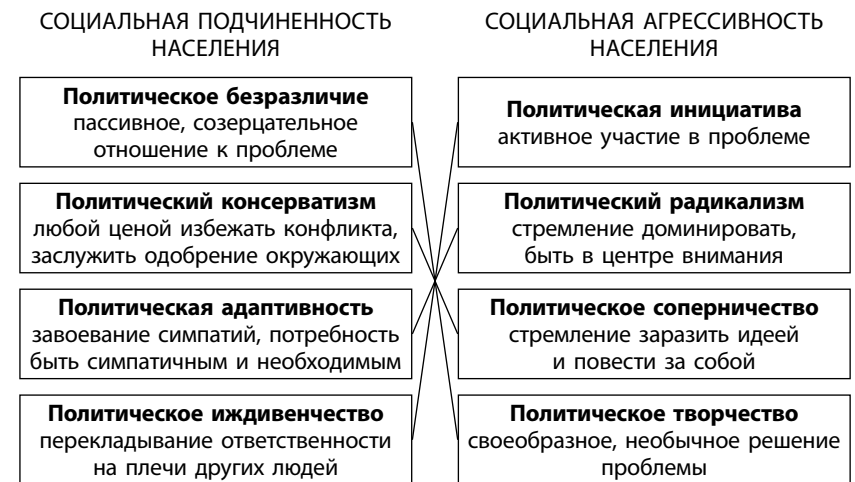 СОЦИАЛЬНАЯ ПОДЧИНЕННОСТЬ
НАСЕЛЕНИЯ
Политическое безразличие
пассивное, созерцательное
отношение к проблеме
Политический консерватизм
любой ценой избежать конфликта,
заслужить одобрение окружающих
Политическая адаптивность
завоевание симпатий, потребность
быть симпатичным и необходимым
Политическое иждивенчество
перекладывание ответственности
на плечи других людей
СОЦИАЛЬНАЯ АГРЕССИВНОСТЬ
НАСЕЛЕНИЯ
Политическая инициатива
активное участие в проблеме
Политический радикализм
стремление доминировать,
быть в центре внимания
Политическое соперничество
стремление заразить идеей
и повести за собой
Политическое творчество
своеобразное, необычное решение
проблемы